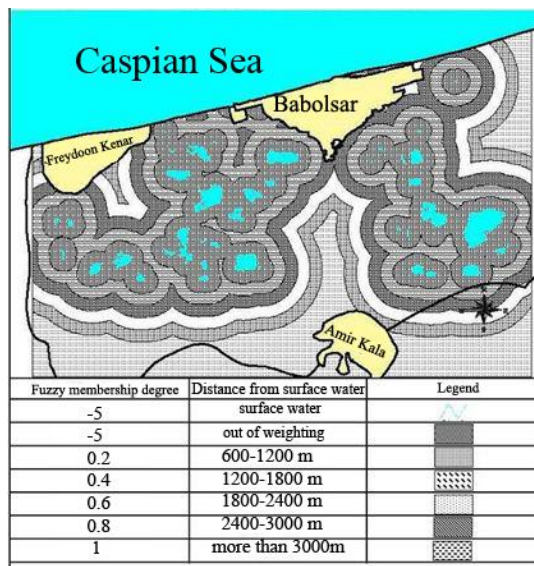 Caspian Sea
Babolsar
Freydoon Kenar
Amir Kala
Fuzzy membership degree Distance from surface water Legend
-5 surface water
-5 out of weighting
0.2 600-1200 m
0.4 1200-1800 m
0.6 1800-2400 m
0.8 2400-3000 m
1 more than 3000m